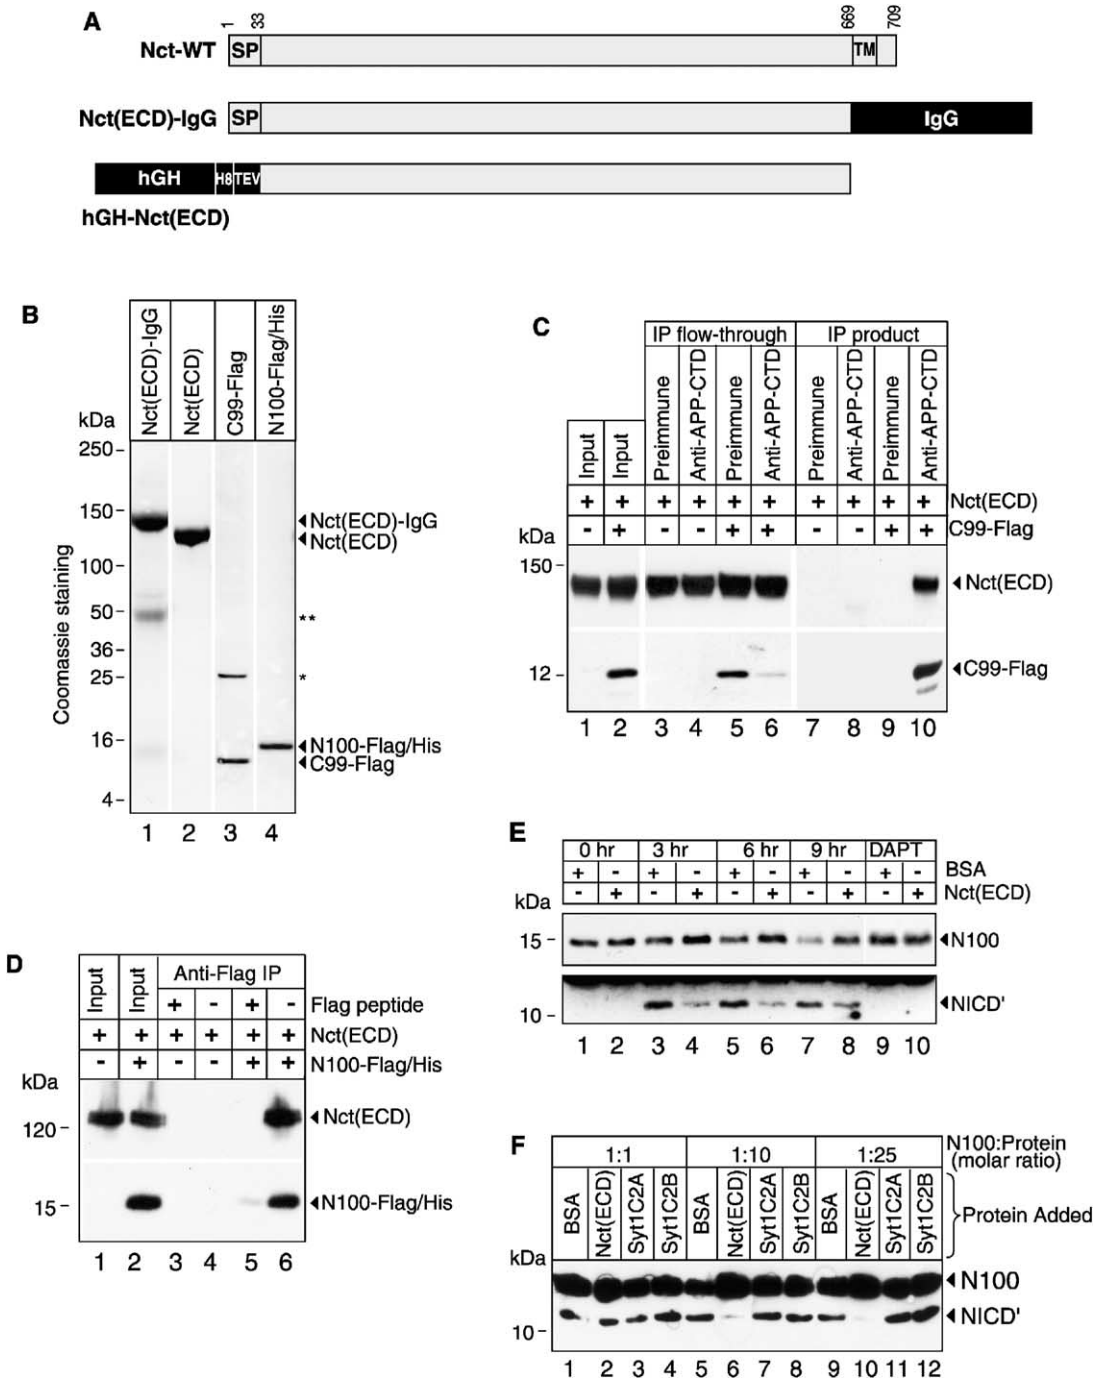 A
1 33 669 709
Nct-WT SP TM
Nct(ECD)-IgG SP IgG
hGH H8 TEV
hGH-Nct(ECD)
B
Nct(ECD)-IgG Nct(ECD) C99-Flag N100-Flag/His
kDa
250
150
100
50
36
25
16
4
Coomassie staining
Nct(ECD)-IgG
Nct(ECD)
**
*
N100-Flag/His
C99-Flag
1 2 3 4
C
IP flow-through IP product
Input Input Preimmune Anti-APP-CTD Preimmune Anti-APP-CTD Preimmune Anti-APP-CTD Preimmune Anti-APP-CTD
+ + + + + + + + + + Nct(ECD)
- + - - + + - - + + C99-Flag
kDa
150 Nct(ECD)
12 C99-Flag
1 2 3 4 5 6 7 8 9 10
D
Input Input Anti-Flag IP
+ - + - Flag peptide
+ + + + + + Nct(ECD)
- + - - + + N100-Flag/His
kDa
120 Nct(ECD)
15 N100-Flag/His
1 2 3 4 5 6
E
0 hr 3 hr 6 hr 9 hr DAPT
+ - + - + - + - + - BSA
- + - + - + - + - + Nct(ECD)
kDa
15 N100
10 NICD'
1 2 3 4 5 6 7 8 9 10
F
1:1 1:10 1:25 N100:Protein
(molar ratio)
BSA Nct(ECD) Syt1C2A Syt1C2B BSA Nct(ECD) Syt1C2A Syt1C2B BSA Nct(ECD) Syt1C2A Syt1C2B Protein Added
kDa
N100
NICD'
10
1 2 3 4 5 6 7 8 9 10 11 12